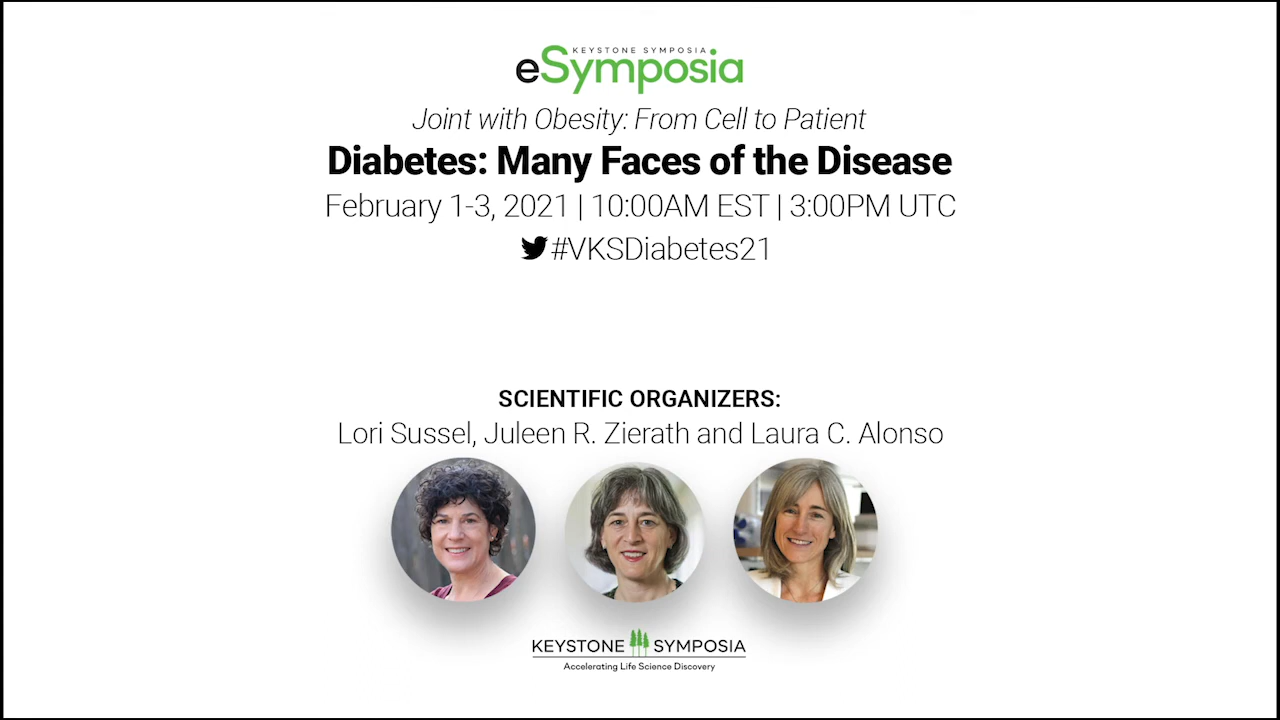 KEYSTONE SYMPOSIA
eSymposia
Joint with Obesity: From Cell to Patient
Diabetes: Many Faces of the Disease
February 1-3, 2021 | 10:00AM EST | 3:00PM UTC
#VKSDiabetes21
SCIENTIFIC ORGANIZERS:
Lori Sussel, Juleen R. Zierath and Laura C. Alonso
KEYSTONE SYMPOSIA
Accelerating Life Science Discovery